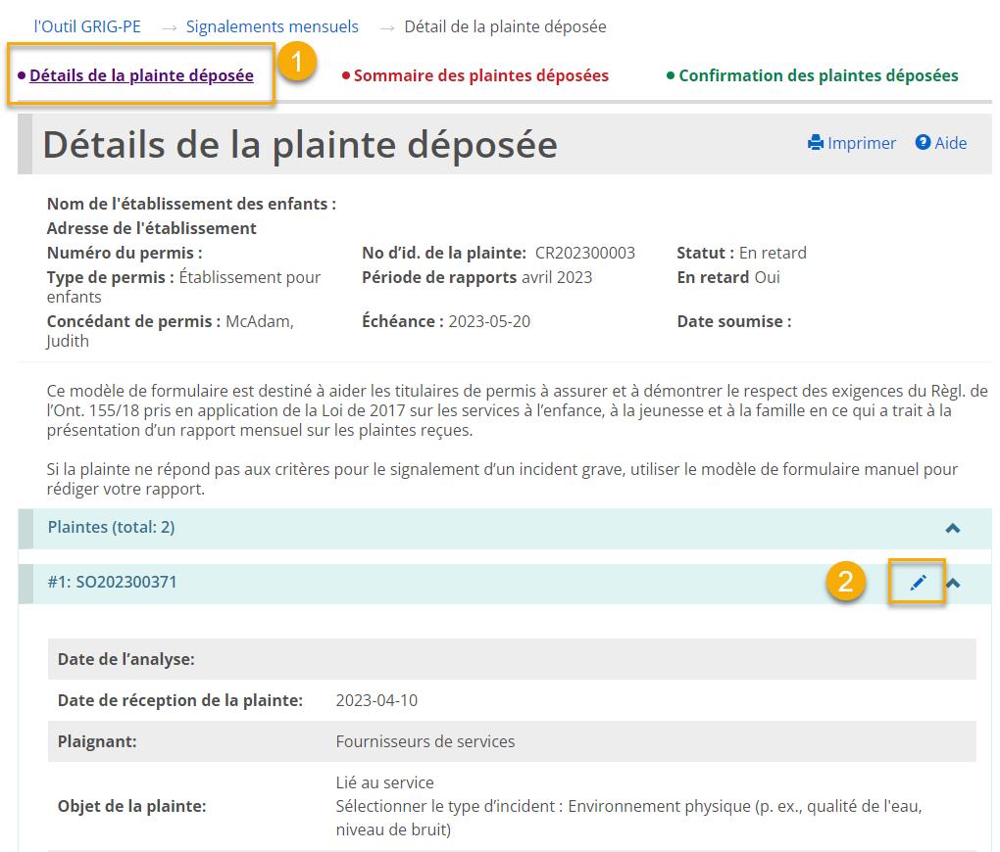 l'Outil GRIG-PE → Signalements mensuels → Détail de la plainte déposée
• Détails de la plainte déposée 1 • Sommaire des plaintes déposées • Confirmation des plaintes déposées
Détails de la plainte déposée Imprimer Aide
Nom de l'établissement des enfants :
Adresse de l'établissement
Numéro du permis : No d’id. de la plainte: CR202300003 Statut : En retard
Type de permis : Établissement pour Période de rapports avril 2023 En retard Oui
enfants
Concédant de permis : McAdam, Échéance : 2023-05-20 Date soumise :
Judith
Ce modèle de formulaire est destiné à aider les titulaires de permis à assurer et à démontrer le respect des exigences du Règl. de
l’Ont. 155/18 pris en application de la Loi de 2017 sur les services à l’enfance, à la jeunesse et à la famille en ce qui a trait à la
présentation d’un rapport mensuel sur les plaintes reçues.
Si la plainte ne répond pas aux critères pour le signalement d’un incident grave, utiliser le modèle de formulaire manuel pour
rédiger votre rapport.
Plaintes (total: 2)
#1: SO202300371 2
Date de l’analyse:
Date de réception de la plainte: 2023-04-10
Plaignant: Fournisseurs de services
Objet de la plainte: Lié au service
Sélectionner le type d’incident : Environnement physique (p. ex., qualité de l'eau,
niveau de bruit)